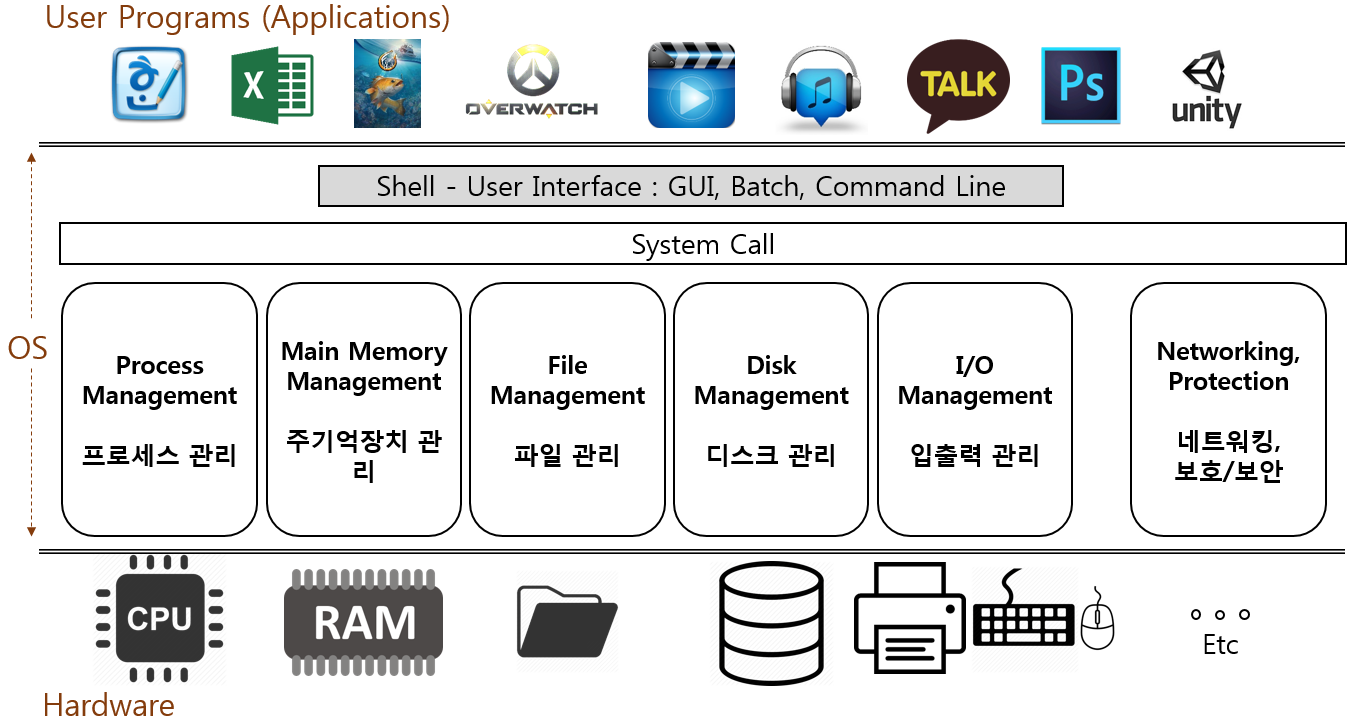 User Programs (Applications)
한
X
OVERWATCH
TALK
Ps
unity
Shell - User Interface : GUI, Batch, Command Line
System Call
OS
Process
Management
프로세스 관리
Main Memory
Management
주기억장치 관
리
File
Management
파일 관리
Disk
Management
디스크 관리
I/O
Management
입출력 관리
Networking,
Protection
네트워킹,
보호/보안
CPU
RAM
Etc
Hardware